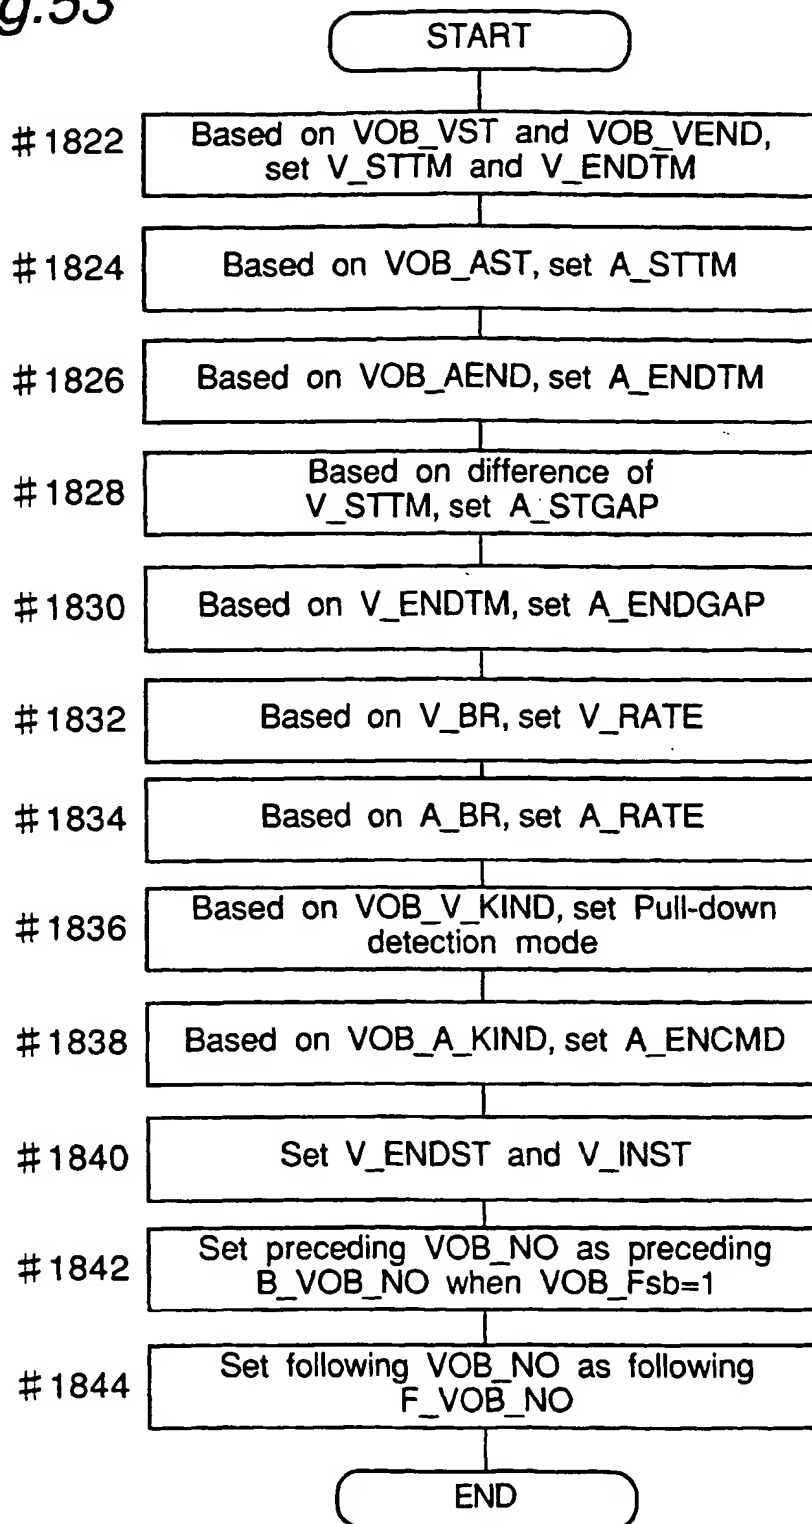 g.53
START
#1822
Based on VOB_VST and VOB_VEND,
set V_STTM and V_ENDTM
#1824
Based on VOB_AST, set A_STTM
#1826
Based on VOB_AEND, set A_ENDTM
#1828
Based on difference of
V_STTM, set A_STGAP
#1830
Based on V_ENDTM, set A_ENDGAP
#1832
Based on V_BR, set V_RATE
#1834
Based on A_BR, set A_RATE
#1836
Based on VOB_V_KIND, set Pull-down
detection mode
#1838
Based on VOB_A_KIND, set A_ENCMD
#1840
Set V_ENDST and V_INST
#1842
Set preceding VOB_NO as preceding
B_VOB_NO when VOB_Fsb=1
#1844
Set following VOB_NO as following
F_VOB_NO
END